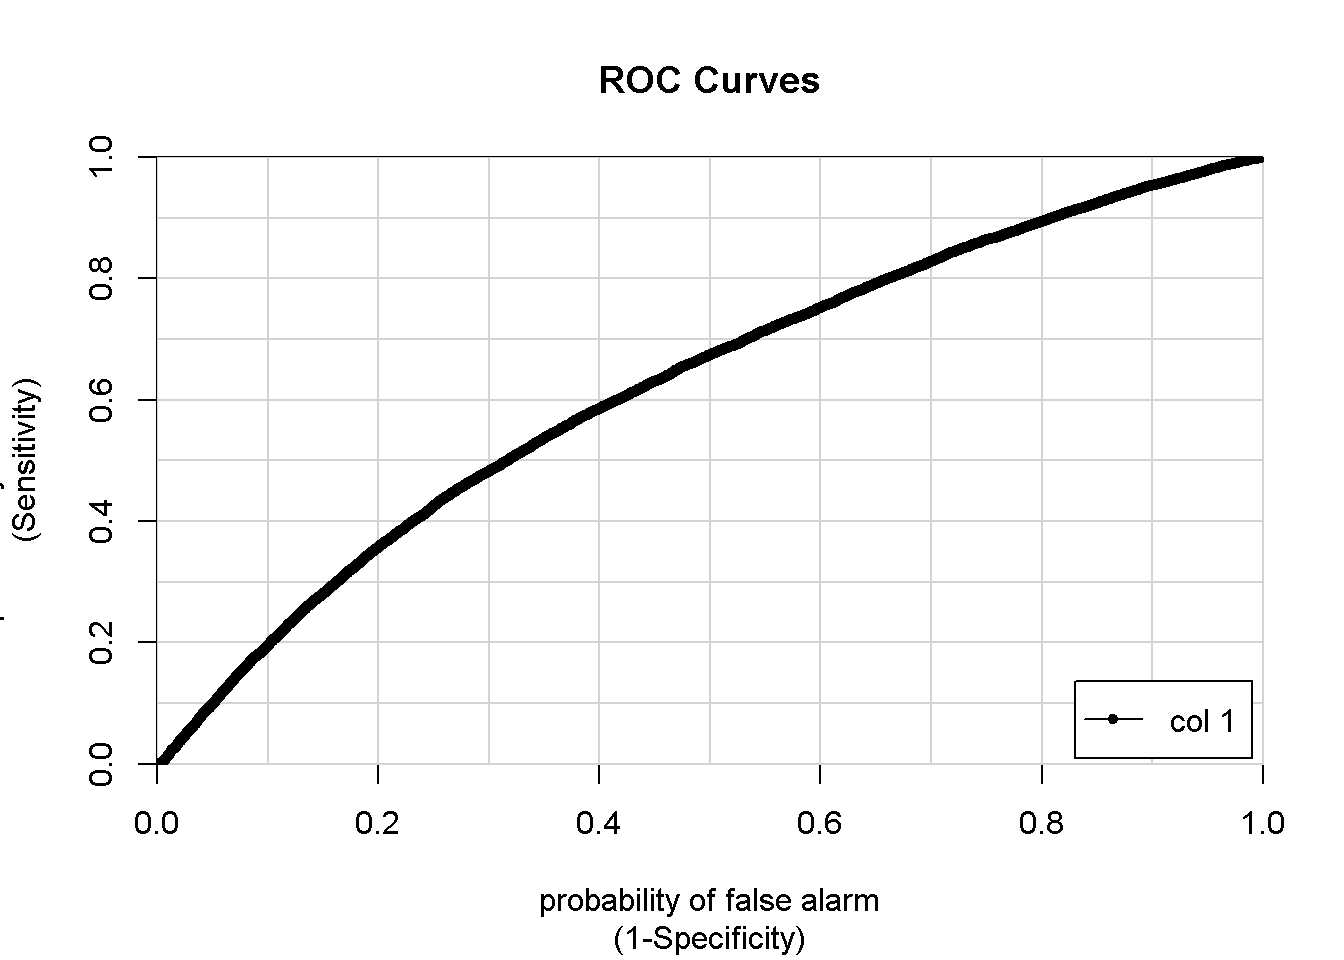 ROC Curves
1.0
0.8
0.6
0.4
0.2
0.0
(Sensitivity)
col 1
0.0 0.2 0.4 0.6 0.8 1.0
probability of false alarm
(1-Specificity)